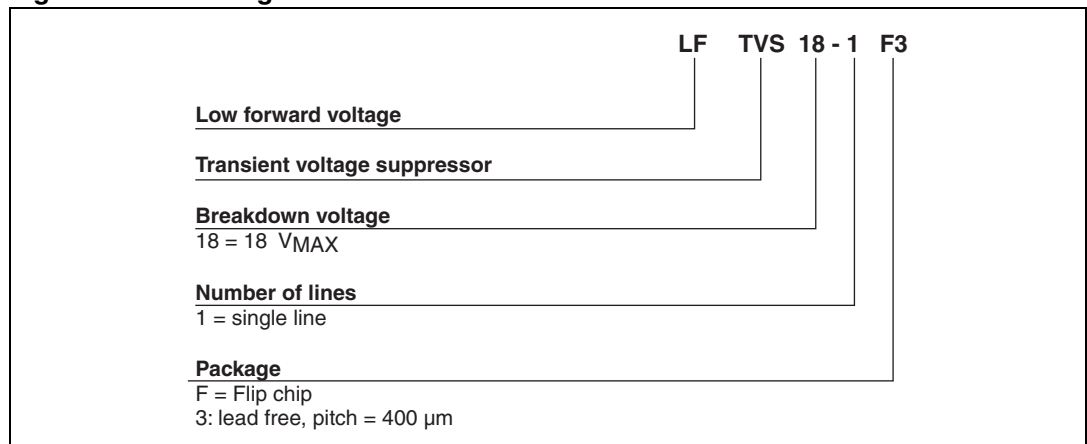 LF TVS 18 - 1 F3
Low forward voltage
Transient voltage suppressor
Breakdown voltage
18 = 18 VMAX
Number of lines
1 = single line
Package
F = Flip chip
3: lead free, pitch = 400 µm